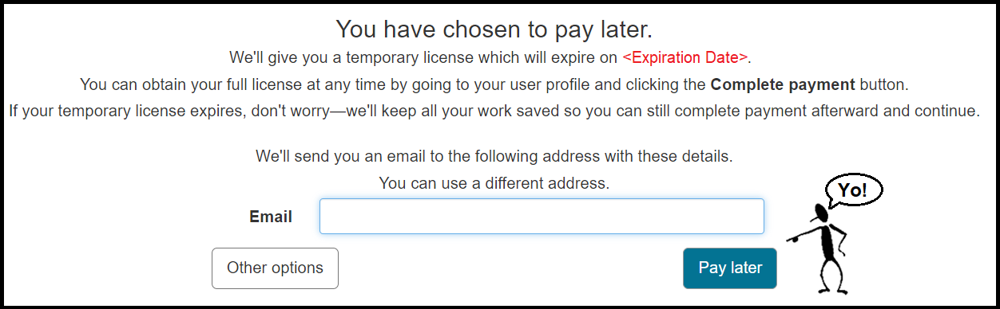 You have chosen to pay later.
We'll give you a temporary license which will expire on <Expiration Date>.
You can obtain your full license at any time by going to your user profile and clicking the Complete payment button.
If your temporary license expires, don't worry—we'll keep all your work saved so you can still complete payment afterward and continue.
We'll send you an email to the following address with these details.
You can use a different address.
Yo!
Email
Other options
Pay later